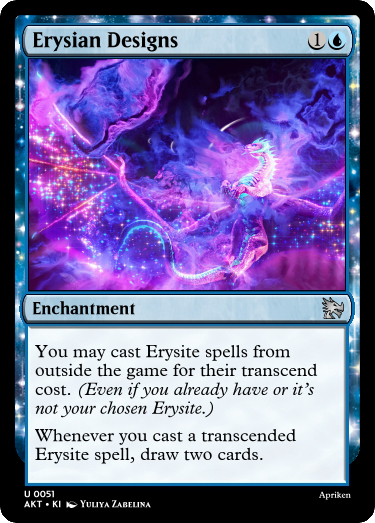 Erysian Designs 1
Enchantment
You may cast Erysite spells from
outside the game for their transcend
cost. (Even if you already have or it's
not your chosen Erysite.)
Whenever you cast a transcended
Erysite spell, draw two cards.
U 0051
Apriken
AKT • KI Yuliya Zabelina